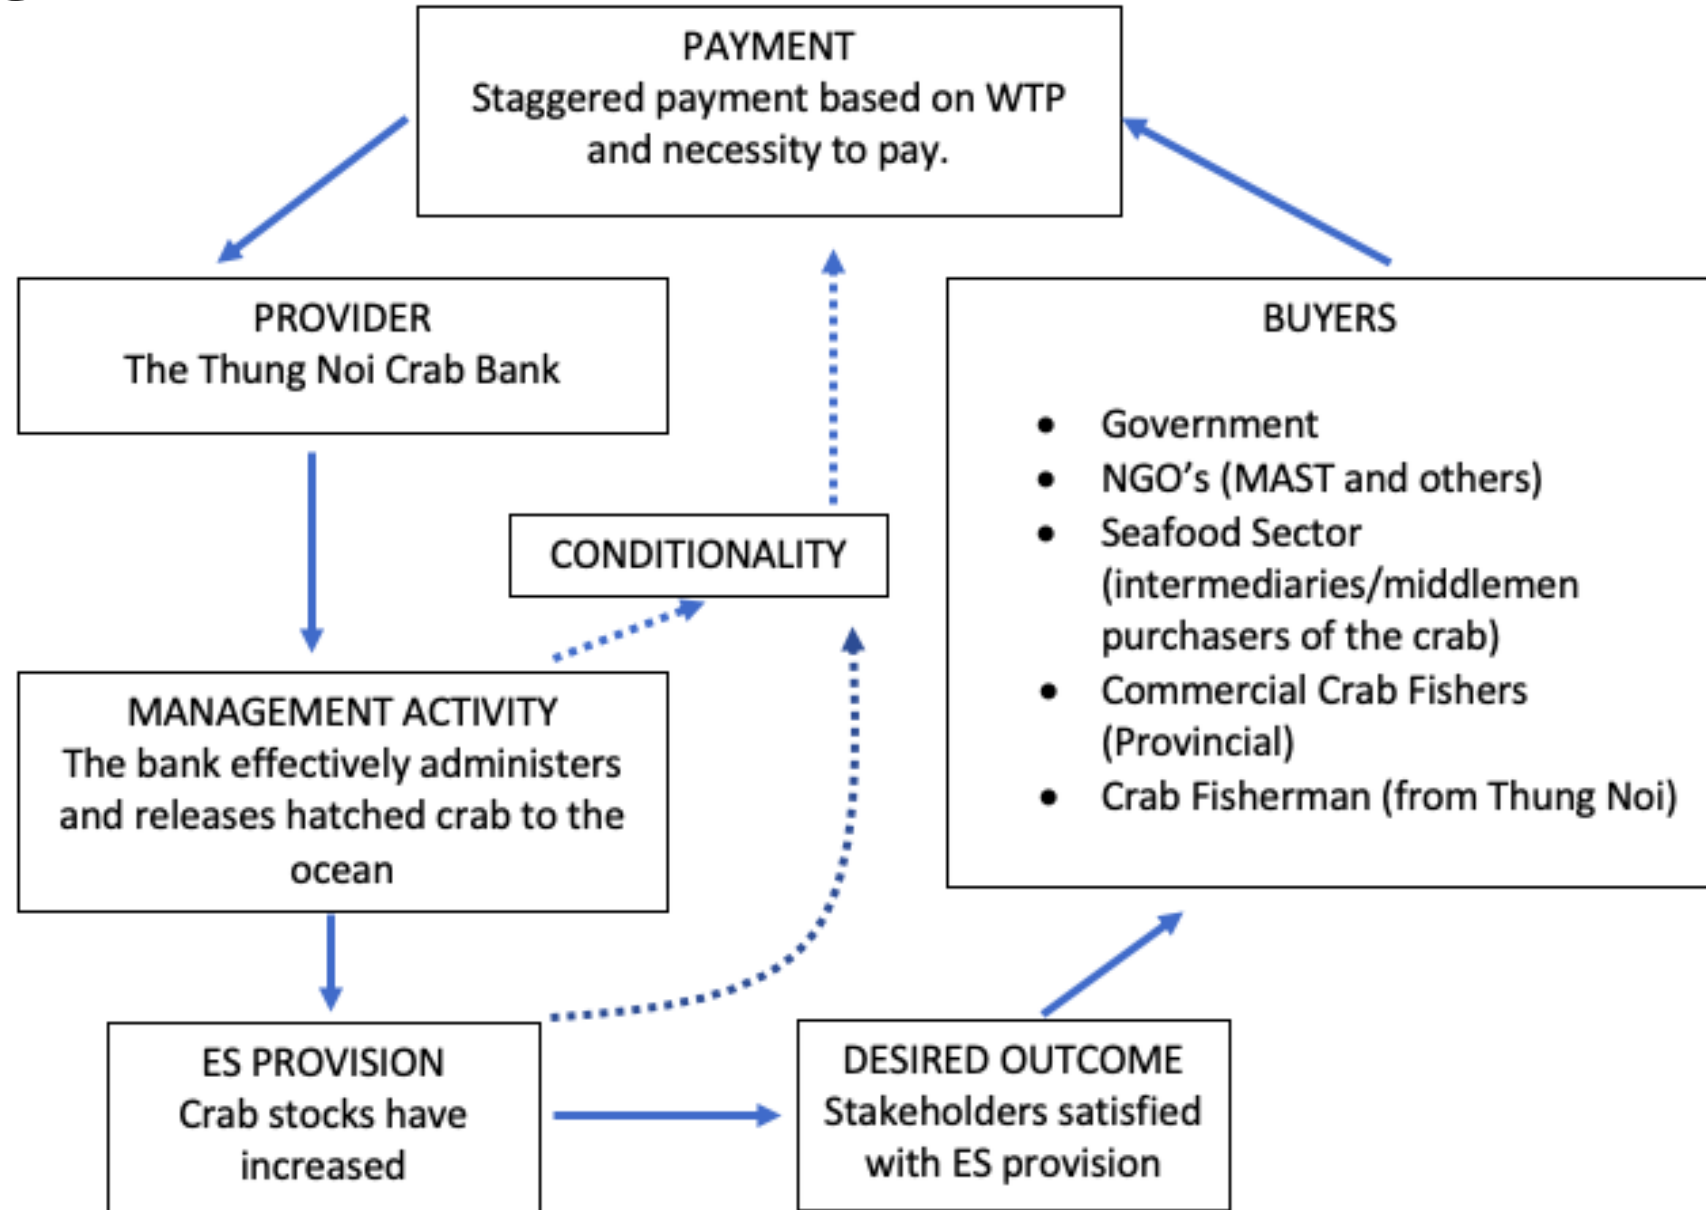 PAYMENT
Staggered payment based on WTP
and necessity to pay.
PROVIDER
The Thung Noi Crab Bank
BUYERS
• Government
• NGO’s (MAST and others)
• Seafood Sector
(intermediaries/middlemen
purchasers of the crab)
• Commercial Crab Fishers
(Provincial)
• Crab Fisherman (from Thung Noi)
CONDITIONALITY
MANAGEMENT ACTIVITY
The bank effectively administers
and releases hatched crab to the
ocean
ES PROVISION
Crab stocks have
increased
DESIRED OUTCOME
Stakeholders satisfied
with ES provision